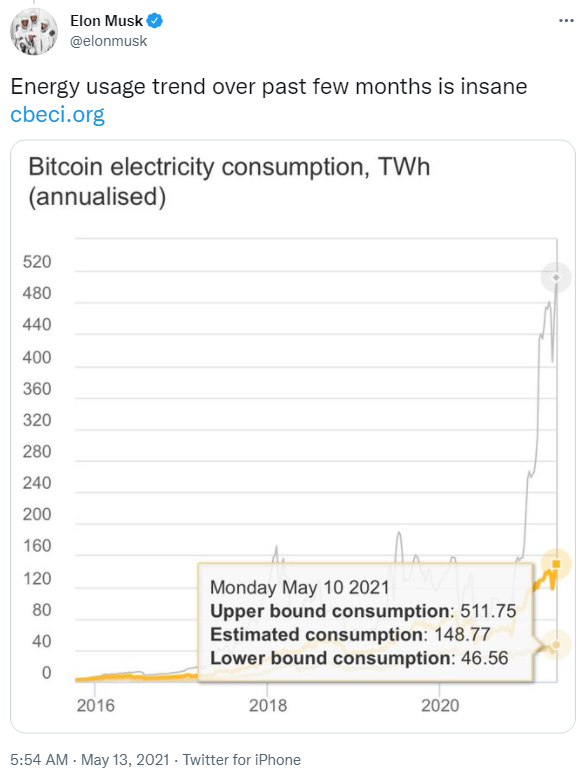 Elon Musk
@elonmusk
Energy usage trend over past few months is insane
cbeci.org
Bitcoin electricity consumption, TWh
(annualised)
520
480
440
400
360
320
280
240
200
160
120
80
40
0
Monday May 10 2021
Upper bound consumption: 511.75
Estimated consumption: 148.77
Lower bound consumption: 46.56
2016 2018 2020
5:54 AM · May 13, 2021 · Twitter for iPhone